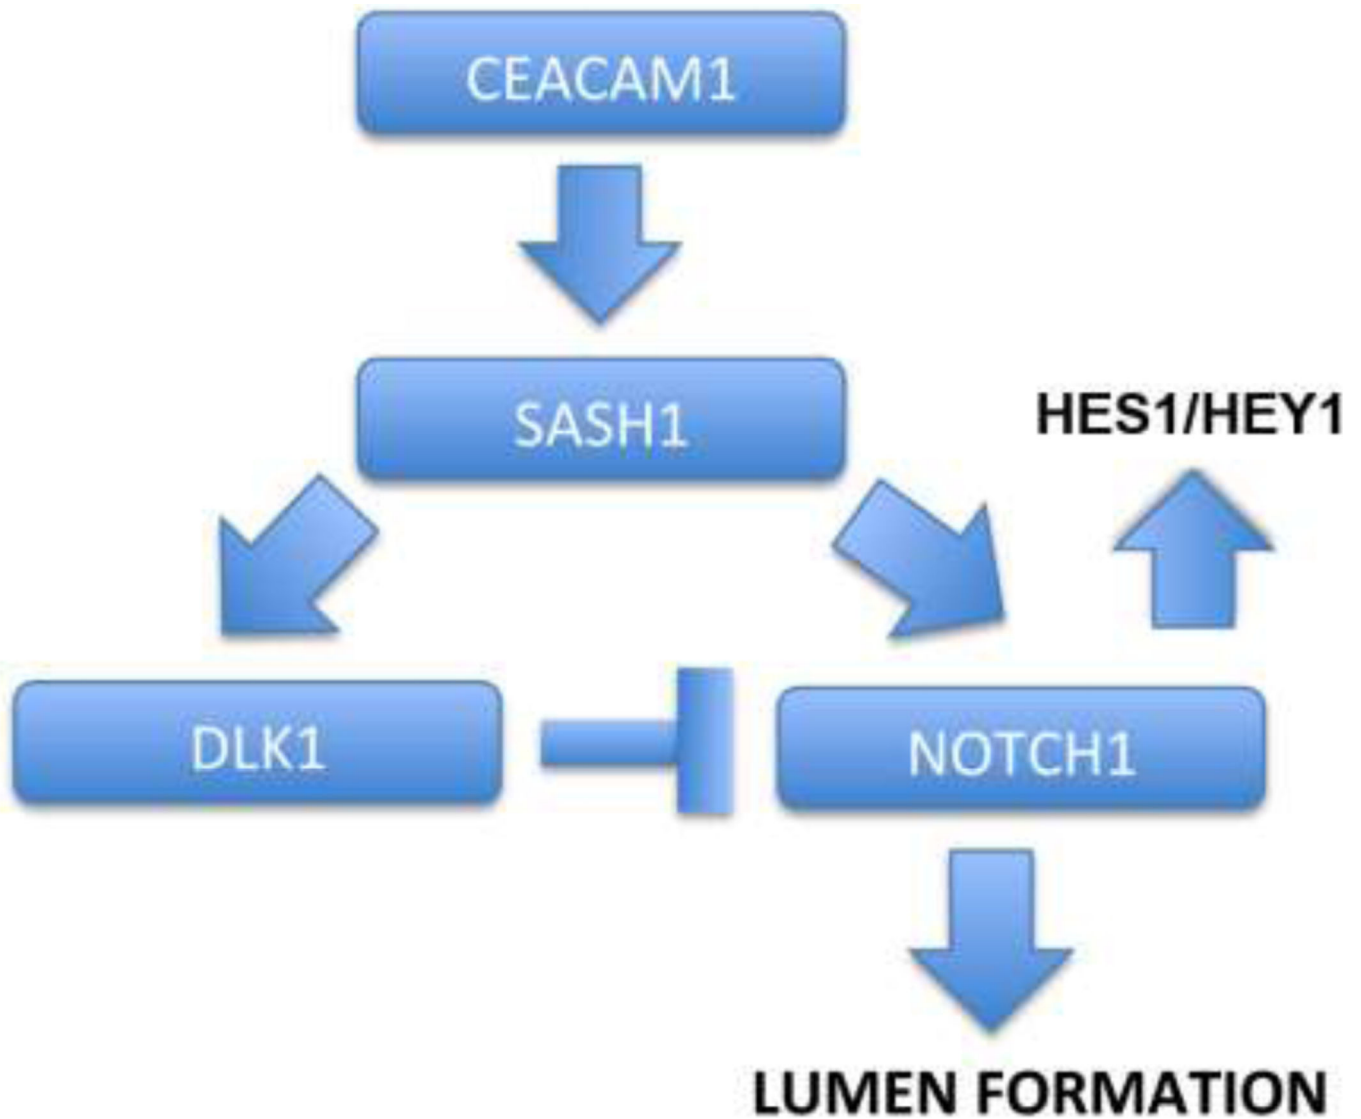 CEACAM1
SASH1
HES1/HEY1
DLK1
NOTCH1
LUMEN FORMATION